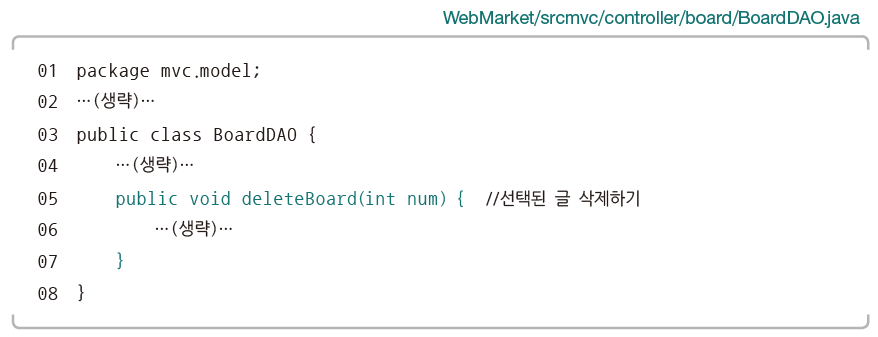 WebMarket/srcmvc/controller/board/BoardDAO.java
01 package mvc.model;
02 …(생략)…
03 public class BoardDAO {
04 …(생략)…
05 public void deleteBoard(int num) { //선택된 글 삭제하기
06 …(생략)…
07 }
08 }